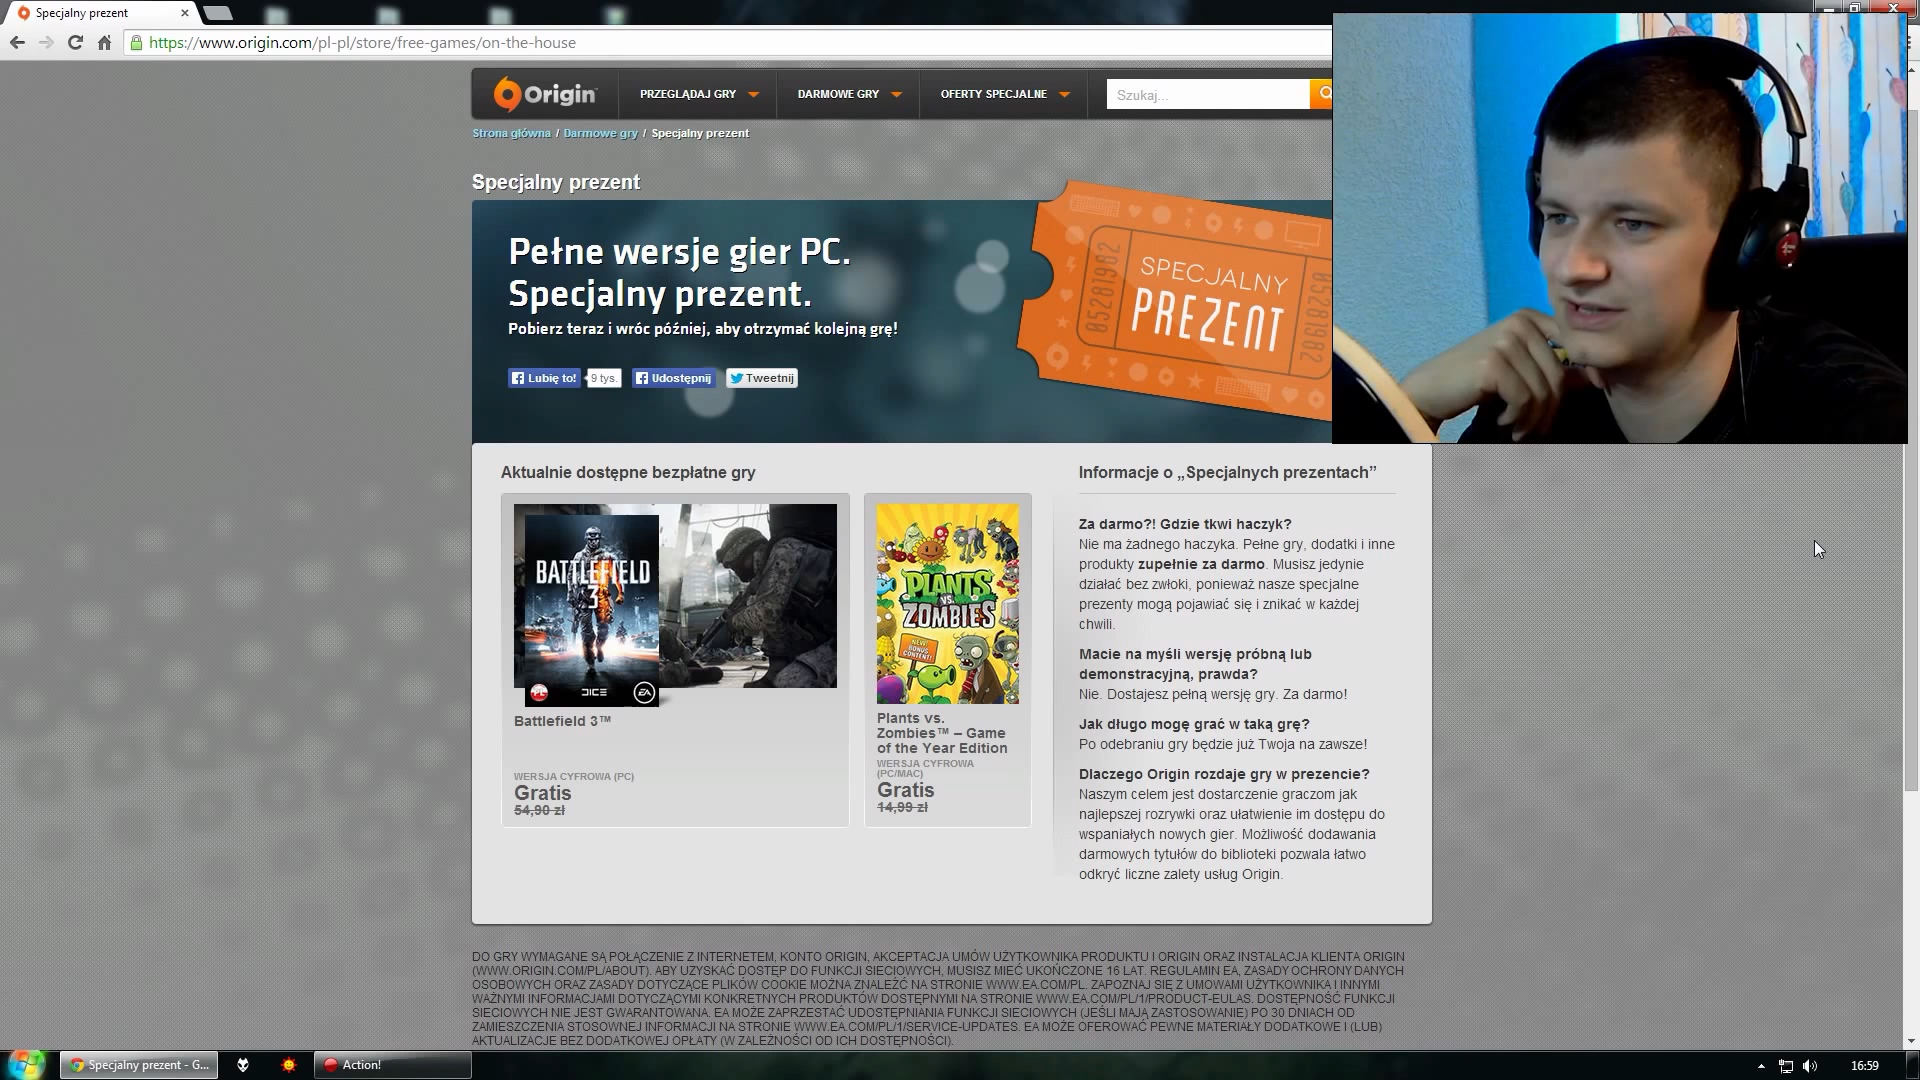 Specjalny prezent
https://www.origin.com/pl-pl/store/free-games/on-the-house
Origin
PRZEGLĄDAJ GRY
DARMOWE GRY
OFERTY SPECJALNE
Szukaj...
Strona główna / Darmowe gry / Specjalny prezent
Specjalny prezent
Pełne wersje gier PC.
Specjalny prezent.
Pobierz teraz i wróc później, aby otrzymać kolejną grę!
Lubię to!
9 tys.
Udostępnij
Tweetnij
05281982
SPECJALNY
PREZENT
05281982
Aktualnie dostępne bezpłatne gry
BATTLEFIELD
3
PL
DICE
EA
Battlefield 3™
WERSJA CYFROWA (PC)
Gratis
54,90 zł
PLANTS
VS.
ZOMBIES
NEW!
BONUS
CONTENT!
Plants vs.
Zombies™ – Game
of the Year Edition
WERSJA CYFROWA
(PC/MAC)
Gratis
14,99 zł
Informacje o „Specjalnych prezentach”
Za darmo?! Gdzie tkwi haczyk?
Nie ma żadnego haczyka. Pełne gry, dodatki i inne
produkty zupełnie za darmo. Musisz jedynie
działać bez zwłoki, ponieważ nasze specjalne
prezenty mogą pojawiać się i znikać w każdej
chwili.
Macie na myśli wersję próbną lub
demonstracyjną, prawda?
Nie. Dostajesz pełną wersję gry. Za darmo!
Jak długo mogę grać w taką grę?
Po odebraniu gry będzie już Twoja na zawsze!
Dlaczego Origin rozdaje gry w prezencie?
Naszym celem jest dostarczenie graczom jak
najlepszej rozrywki oraz ułatwienie im dostępu do
wspaniałych nowych gier. Możliwość dodawania
darmowych tytułów do biblioteki pozwala łatwo
odkryć liczne zalety usług Origin.
DO GRY WYMAGANE SĄ POŁĄCZENIE Z INTERNETEM, KONTO ORIGIN, AKCEPTACJA UMÓW UŻYTKOWNIKA PRODUKTU I ORIGIN ORAZ INSTALACJA KLIENTA ORIGIN
(WWW.ORIGIN.COM/PL/ABOUT). ABY UZYSKAĆ DOSTĘP DO FUNKCJI SIECIOWYCH, MUSISZ MIEĆ UKOŃCZONE 16 LAT. REGULAMIN EA, ZASADY OCHRONY DANYCH
OSOBOWYCH ORAZ ZASADY DOTYCZĄCE PLIKÓW COOKIE MOŻNA ZNALEŹĆ NA STRONIE WWW.EA.COM/PL. ZAPOZNAJ SIĘ Z UMOWAMI UŻYTKOWNIKA I INNYMI
WAŻNYMI INFORMACJAMI DOTYCZĄCYMI KONKRETNYCH PRODUKTÓW DOSTĘPNYMI NA STRONIE WWW.EA.COM/PL/1/PRODUCT-EULAS. DOSTĘPNOŚĆ FUNKCJI
SIECIOWYCH NIE JEST GWARANTOWANA. EA MOŻE ZAPRZESTAĆ UDOSTĘPNIANIA FUNKCJI SIECIOWYCH (JEŚLI MAJĄ ZASTOSOWANIE) PO 30 DNIACH OD
ZAMIESZCZENIA STOSOWNEJ INFORMACJI NA STRONIE WWW.EA.COM/PL/1/SERVICE-UPDATES. EA MOŻE OFEROWAĆ PEWNE MATERIAŁY DODATKOWE I (LUB)
AKTUALIZACJE BEZ DODATKOWEJ OPŁATY (W ZALEŻNOŚCI OD ICH DOSTĘPNOŚCI).
Specjalny prezent - G...
Action!
16:59